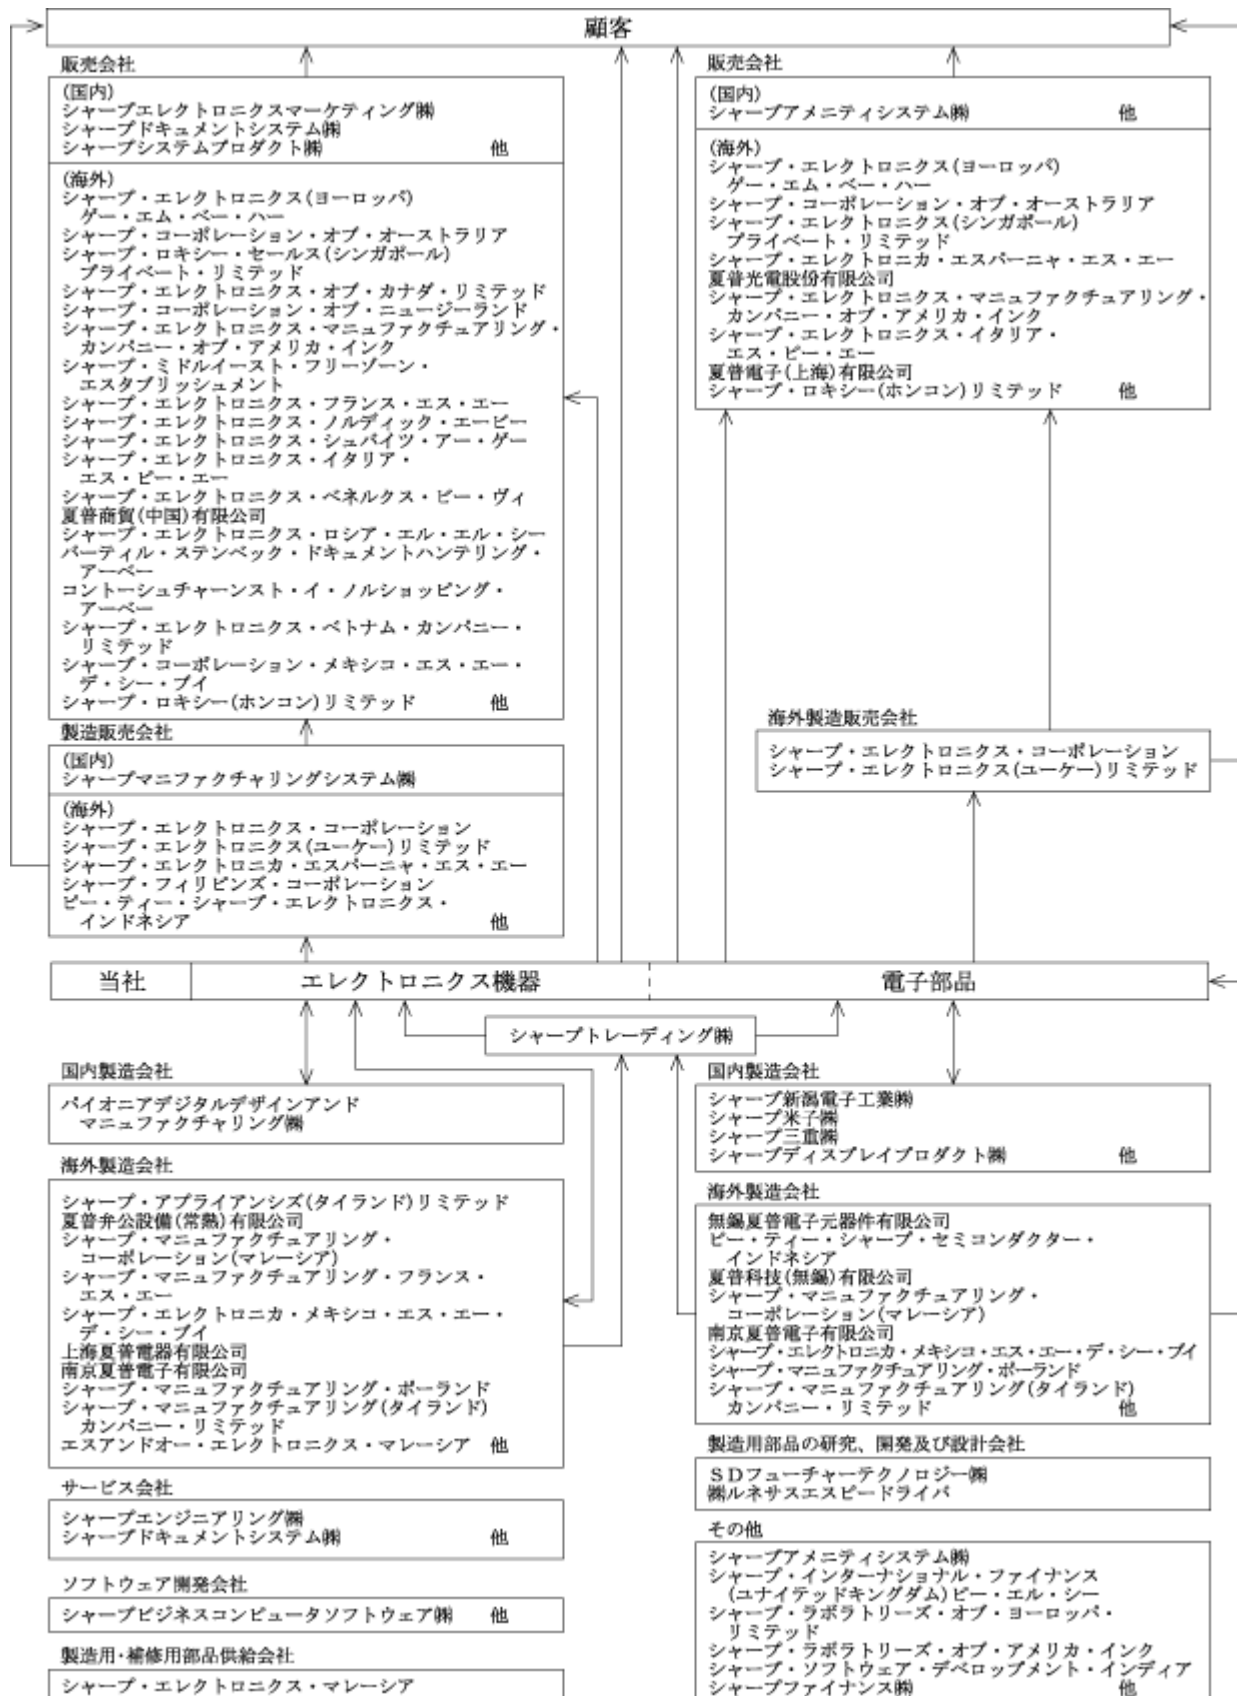 顧客
販売会社
(国内)
シャープエレクトロニクスマーケティング㈱
シャープドキュメントシステム㈱
シャープシステムプロダクト㈱ 他
(海外)
シャープ・エレクトロニクス(ヨーロッパ)
ゲー・エム・ベー・ハー
シャープ・コーポレーション・オブ・オーストラリア
シャープ・ロキシー・セールス(シンガポール)
プライベート・リミテッド
シャープ・エレクトロニクス・オブ・カナダ・リミテッド
シャープ・コーポレーション・オブ・ニュージーランド
シャープ・エレクトロニクス・マニュファクチュアリング・
カンパニー・オブ・アメリカ・インク
シャープ・ミドルイースト・フリーゾーン・
エスタブリッシュメント
シャープ・エレクトロニクス・フランス・エス・エー
シャープ・エレクトロニクス・ノルディック・エービー
シャープ・エレクトロニクス・シュバイツ・アー・ゲー
シャープ・エレクトロニクス・イタリア・
エス・ピー・エー
シャープ・エレクトロニクス・ベネルクス・ビー・ヴィ
夏普商貿(中国)有限公司
シャープ・エレクトロニクス・ロシア・エル・エル・シー
バーティル・ステンベック・ドキュメントハンテリング・
アーベー
コントーシュチャーンスト・イ・ノルショッピング・
アーベー
シャープ・エレクトロニクス・ベトナム・カンパニー・
リミテッド
シャープ・コーポレーション・メキシコ・エス・エー・
デ・シー・ブイ
シャープ・ロキシー(ホンコン)リミテッド 他
製造販売会社
(国内)
シャープマニファクチャリングシステム㈱
(海外)
シャープ・エレクトロニクス・コーポレーション
シャープ・エレクトロニクス(ユーケー)リミテッド
シャープ・エレクトロニカ・エスパーニャ・エス・エー
シャープ・フィリピンズ・コーポレーション
ピー・ティー・シャープ・エレクトロニクス・
インドネシア 他
販売会社
(国内)
シャープアメニティシステム㈱ 他
(海外)
シャープ・エレクトロニクス(ヨーロッパ)
ゲー・エム・ベー・ハー
シャープ・コーポレーション・オブ・オーストラリア
シャープ・エレクトロニクス(シンガポール)
プライベート・リミテッド
シャープ・エレクトロニカ・エスパーニャ・エス・エー
夏普光電股份有限公司
シャープ・エレクトロニクス・マニュファクチュアリング・
カンパニー・オブ・アメリカ・インク
シャープ・エレクトロニクス・イタリア・
エス・ピー・エー
夏普電子(上海)有限公司
シャープ・ロキシー(ホンコン)リミテッド 他
海外製造販売会社
シャープ・エレクトロニクス・コーポレーション
シャープ・エレクトロニクス(ユーケー)リミテッド
当社 エレクトロニクス機器 電子部品
シャープトレーディング㈱
国内製造会社
パイオニアデジタルデザインアンド
マニュファクチャリング㈱
海外製造会社
シャープ・アプライアンシズ(タイランド)リミテッド
夏普弁公設備(常熟)有限公司
シャープ・マニュファクチュアリング・
コーポレーション(マレーシア)
シャープ・マニュファクチュアリング・フランス・
エス・エー
シャープ・エレクトロニカ・メキシコ・エス・エー・
デ・シー・ブイ
上海夏普電器有限公司
南京夏普電子有限公司
シャープ・マニュファクチュアリング・ポーランド
シャープ・マニュファクチュアリング(タイランド)
カンパニー・リミテッド
エスアンドオー・エレクトロニクス・マレーシア 他
サービス会社
シャープエンジニアリング㈱
シャープドキュメントシステム㈱ 他
ソフトウェア開発会社
シャープビジネスコンピュータソフトウェア㈱ 他
製造用・補修用部品供給会社
シャープ・エレクトロニクス・マレーシア
国内製造会社
シャープ新潟電子工業㈱
シャープ米子㈱
シャープ三重㈱
シャープディスプレイプロダクト㈱ 他
海外製造会社
無錫夏普電子元器件有限公司
ピー・ティー・シャープ・セミコンダクター・
インドネシア
夏普科技(無錫)有限公司
シャープ・マニュファクチュアリング・
コーポレーション(マレーシア)
南京夏普電子有限公司
シャープ・エレクトロニカ・メキシコ・エス・エー・デ・シー・ブイ
シャープ・マニュファクチュアリング・ポーランド
シャープ・マニュファクチュアリング(タイランド)
カンパニー・リミテッド 他
製造用部品の研究、開発及び設計会社
SDフューチャーテクノロジー㈱
㈱ルネサスエスピードライバ
その他
シャープアメニティシステム㈱
シャープ・インターナショナル・ファイナンス
(ユナイテッドキングダム)ピー・エル・シー
シャープ・ラボラトリーズ・オブ・ヨーロッパ・
リミテッド
シャープ・ラボラトリーズ・オブ・アメリカ・インク
シャープ・ソフトウェア・デベロップメント・インディア
シャープファイナンス㈱ 他